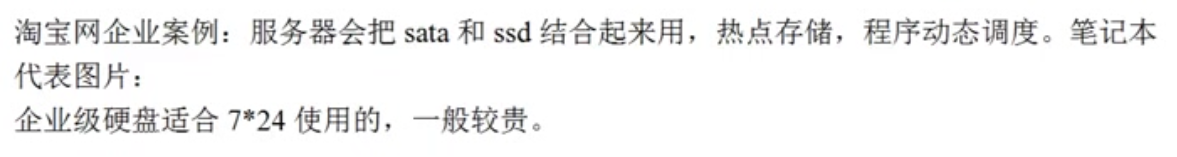 淘宝网企业案例：服务器会把 sata 和 ssd 结合起来用，热点存储，程序动态调度。笔记本
代表图片：
企业级硬盘适合 7*24 使用的，一般较贵。